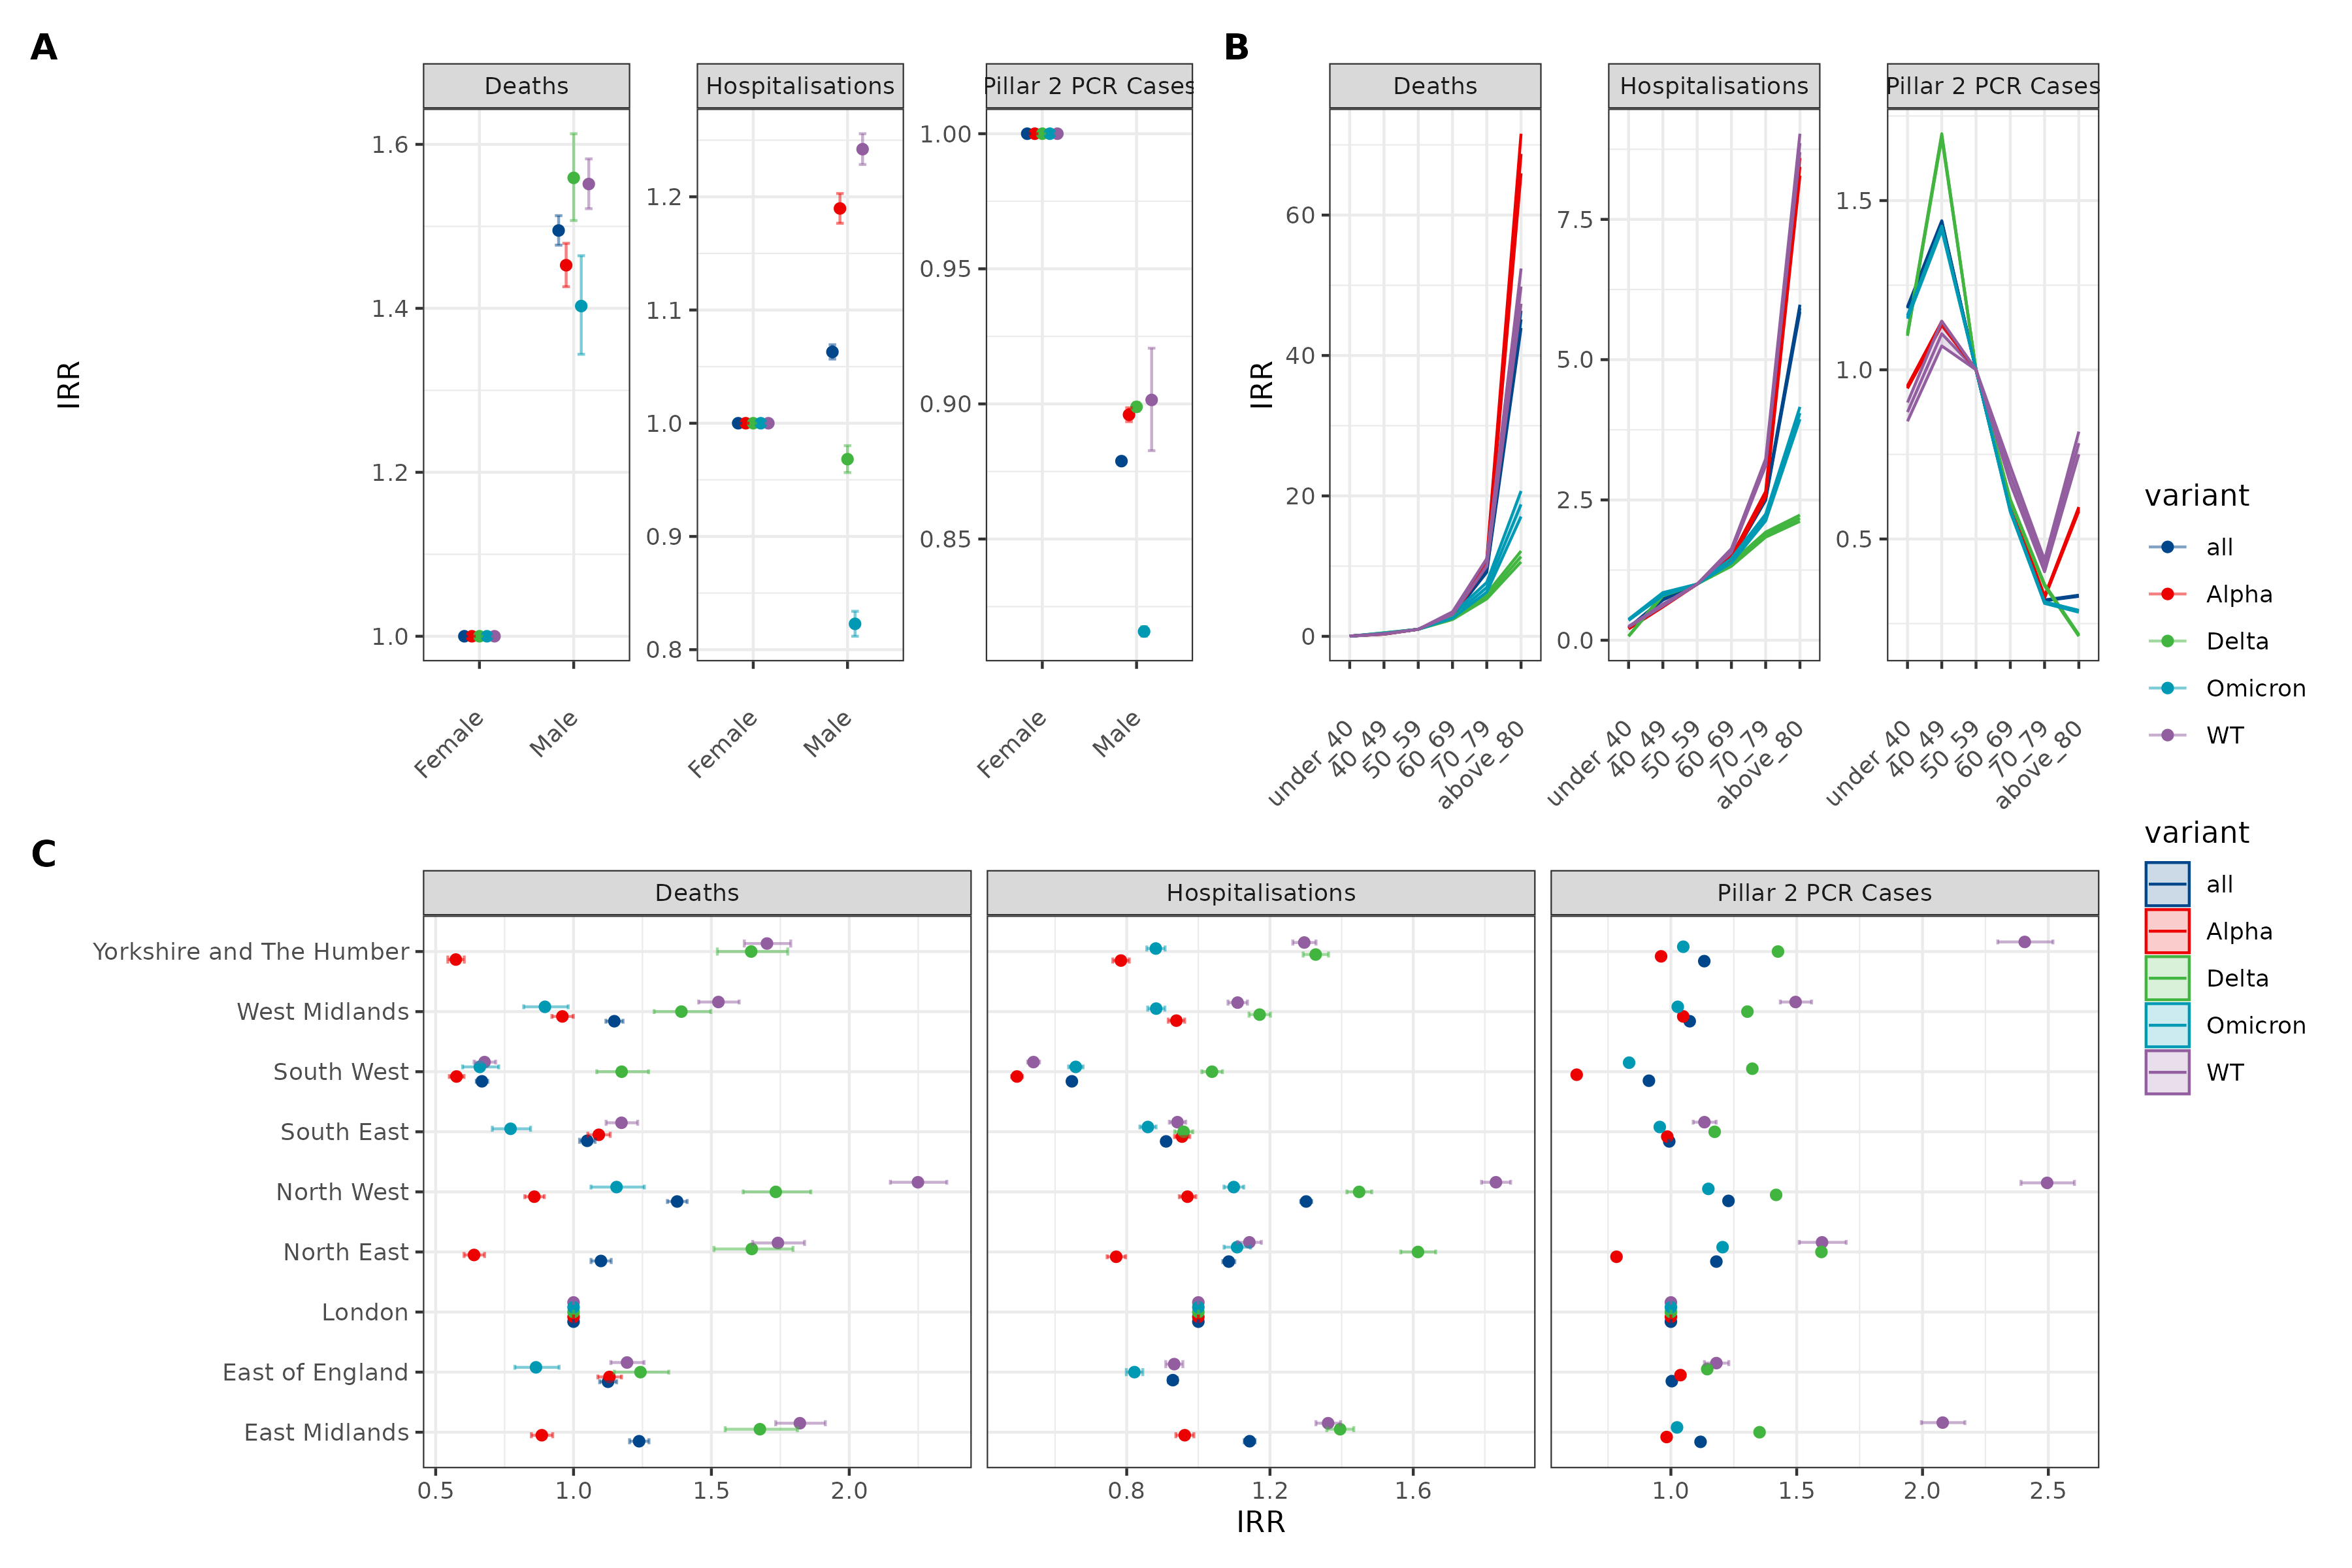 A
B
Deaths
Hospitalisations
Pillar 2 PCR Cases
Deaths
Hospitalisations
Pillar 2 PCR Cases
IRR
1.6
1.4
1.2
1.0
1.2
1.1
1.0
0.9
0.8
1.00
0.95
0.90
0.85
Female
Male
Female
Male
Female
Male
IRR
60
40
20
0
7.5
5.0
2.5
0.0
1.5
1.0
0.5
under_40
40_49
50_59
60_69
70_79
above_80
under_40
40_49
50_59
60_69
70_79
above_80
under_40
40_49
50_59
60_69
70_79
above_80
variant
all
Alpha
Delta
Omicron
WT
variant
all
Alpha
Delta
Omicron
WT
C
Deaths
Hospitalisations
Pillar 2 PCR Cases
Yorkshire and The Humber
West Midlands
South West
South East
North West
North East
London
East of England
East Midlands
0.5
1.0
1.5
2.0
0.8
1.2
1.6
1.0
1.5
2.0
2.5
IRR